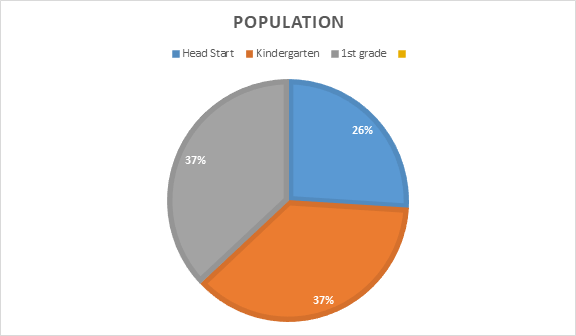 POPULATION
Head Start Kindergarten 1st grade
26%
37%
37%